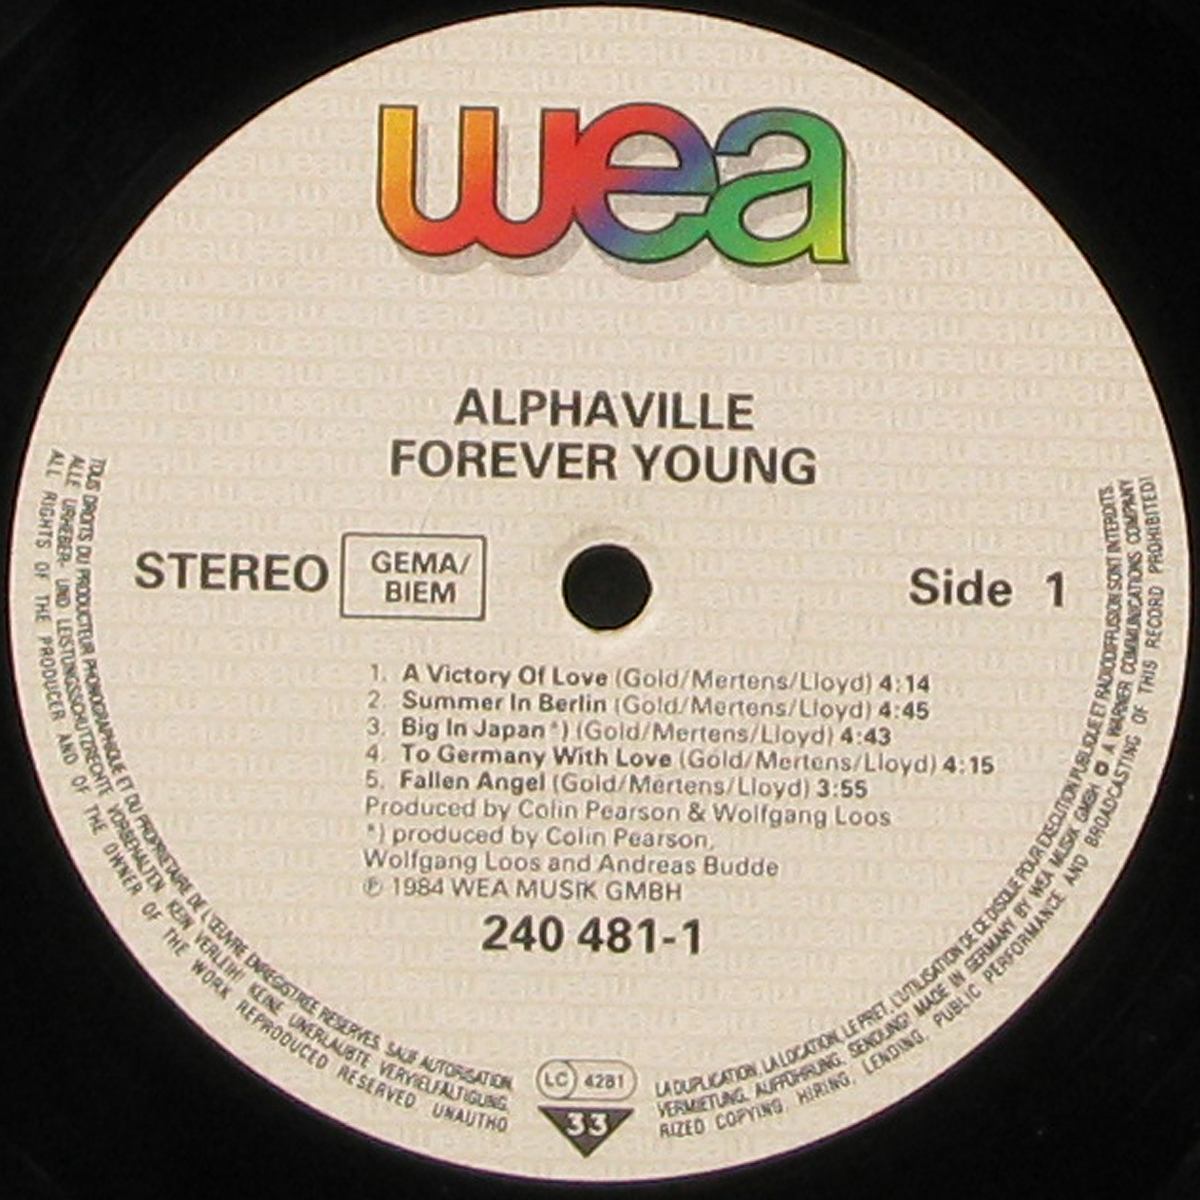 wea
ALPHAVILLE
FOREVER YOUNG
STEREO
GEMA/
BIEM
Side 1
1. A Victory Of Love (Gold/Mertens/Lloyd) 4:14
2. Summer In Berlin (Gold/Mertens/Lloyd) 4:45
3. Big In Japan *) (Gold/Mertens/Lloyd) 4:43
4. To Germany With Love (Gold/Mertens/Lloyd) 4:15
5. Fallen Angel (Gold/Mertens/Lloyd) 3:55
Produced by Colin Pearson & Wolfgang Loos
*) produced by Colin Pearson,
Wolfgang Loos and Andreas Budde
℗ 1984 WEA MUSIK GMBH
240 481-1
LC 4281
33
TOUS DROITS DU PRODUCTEUR PHONOGRAPHIQUE ET DU PROPRIETAIRE DE L'ŒUVRE ENREGISTREE RESERVES. SAUF AUTORISATION, LA DUPLICATION, LA LOCATION, LE PRET, L'UTILISATION DE CE DISQUE POUR EXECUTION PUBLIQUE ET RADIODIFFUSION SONT INTERDITS.
ALLE URHEBER- UND LEISTUNGSSCHUTZRECHTE VORBEHALTEN KEIN VERLEIH! KEINE UNERLAUBTE VERVIELFÄLTIGUNG, VERMIETUNG, AUFFÜHRUNG, SENDUNG! MADE IN GERMANY BY WEA MUSIK GMBH A WARNER COMMUNICATIONS COMPANY
ALL RIGHTS OF THE PRODUCER AND OF THE OWNER OF THE WORK REPRODUCED RESERVED UNAUTHORIZED COPYING, HIRING, LENDING, PUBLIC PERFORMANCE AND BROADCASTING OF THIS RECORD PROHIBITED!